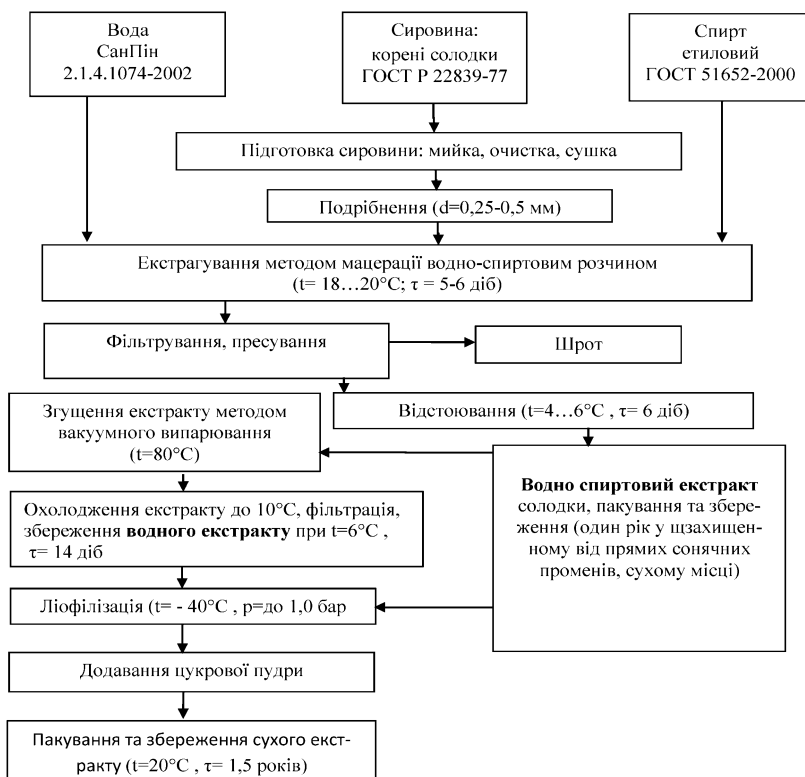 Вода
СанПін
2.1.4.1074-2002
Сировина:
корені солодки
ГОСТ Р 22839-77
Спирт
етиловий
ГОСТ 51652-2000
Підготовка сировини: мийка, очистка, сушка
Подрібнення (d=0,25-0,5 мм)
Екстрагування методом мацерації водно-спиртовим розчином
(t= 18…20°С; τ = 5-6 діб)
Фільтрування, пресування
Шрот
Відстоювання (t=4…6°С , τ= 6 діб)
Згущення екстракту методом
вакуумного випарювання
(t=80°С)
Водно спиртовий екстракт
солодки, пакування та збере-
ження (один рік у щзахищен-
ному від прямих сонячних
променів, сухому місці)
Охолодження екстракту до 10°С, фільтрація,
збереження водного екстракту при t=6°С ,
τ= 14 діб
Ліофілізація (t= - 40°С , р=до 1,0 бар
Додавання цукрової пудри
Пакування та збереження сухого екст-
ракту (t=20°С , τ= 1,5 років)